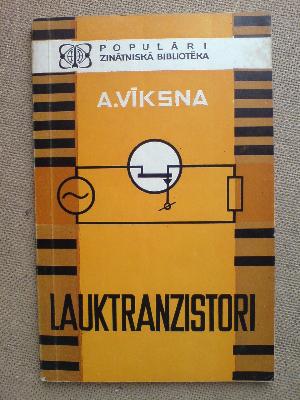 POPULĀRI
ZINĀTNISKĀ BIBLIOTĒKA
A.VĪKSNA
LAUKTRANZISTORI